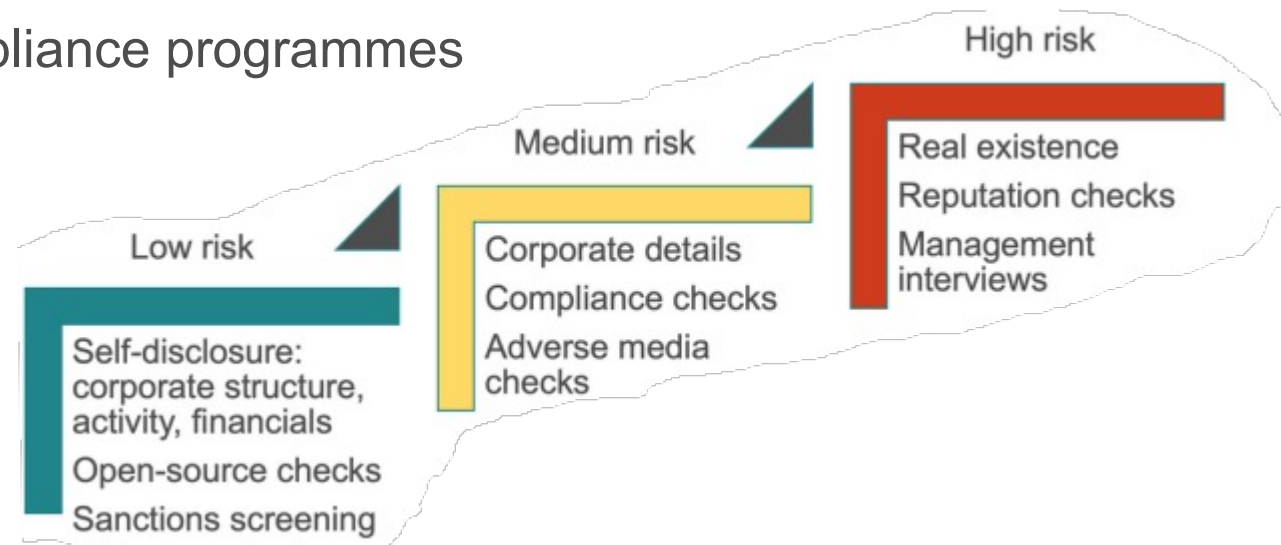 pliance programmes
Low risk
Self-disclosure:
corporate structure,
activity, financials
Open-source checks
Sanctions screening
Medium risk
Corporate details
Compliance checks
Adverse media
checks
High risk
Real existence
Reputation checks
Management
interviews